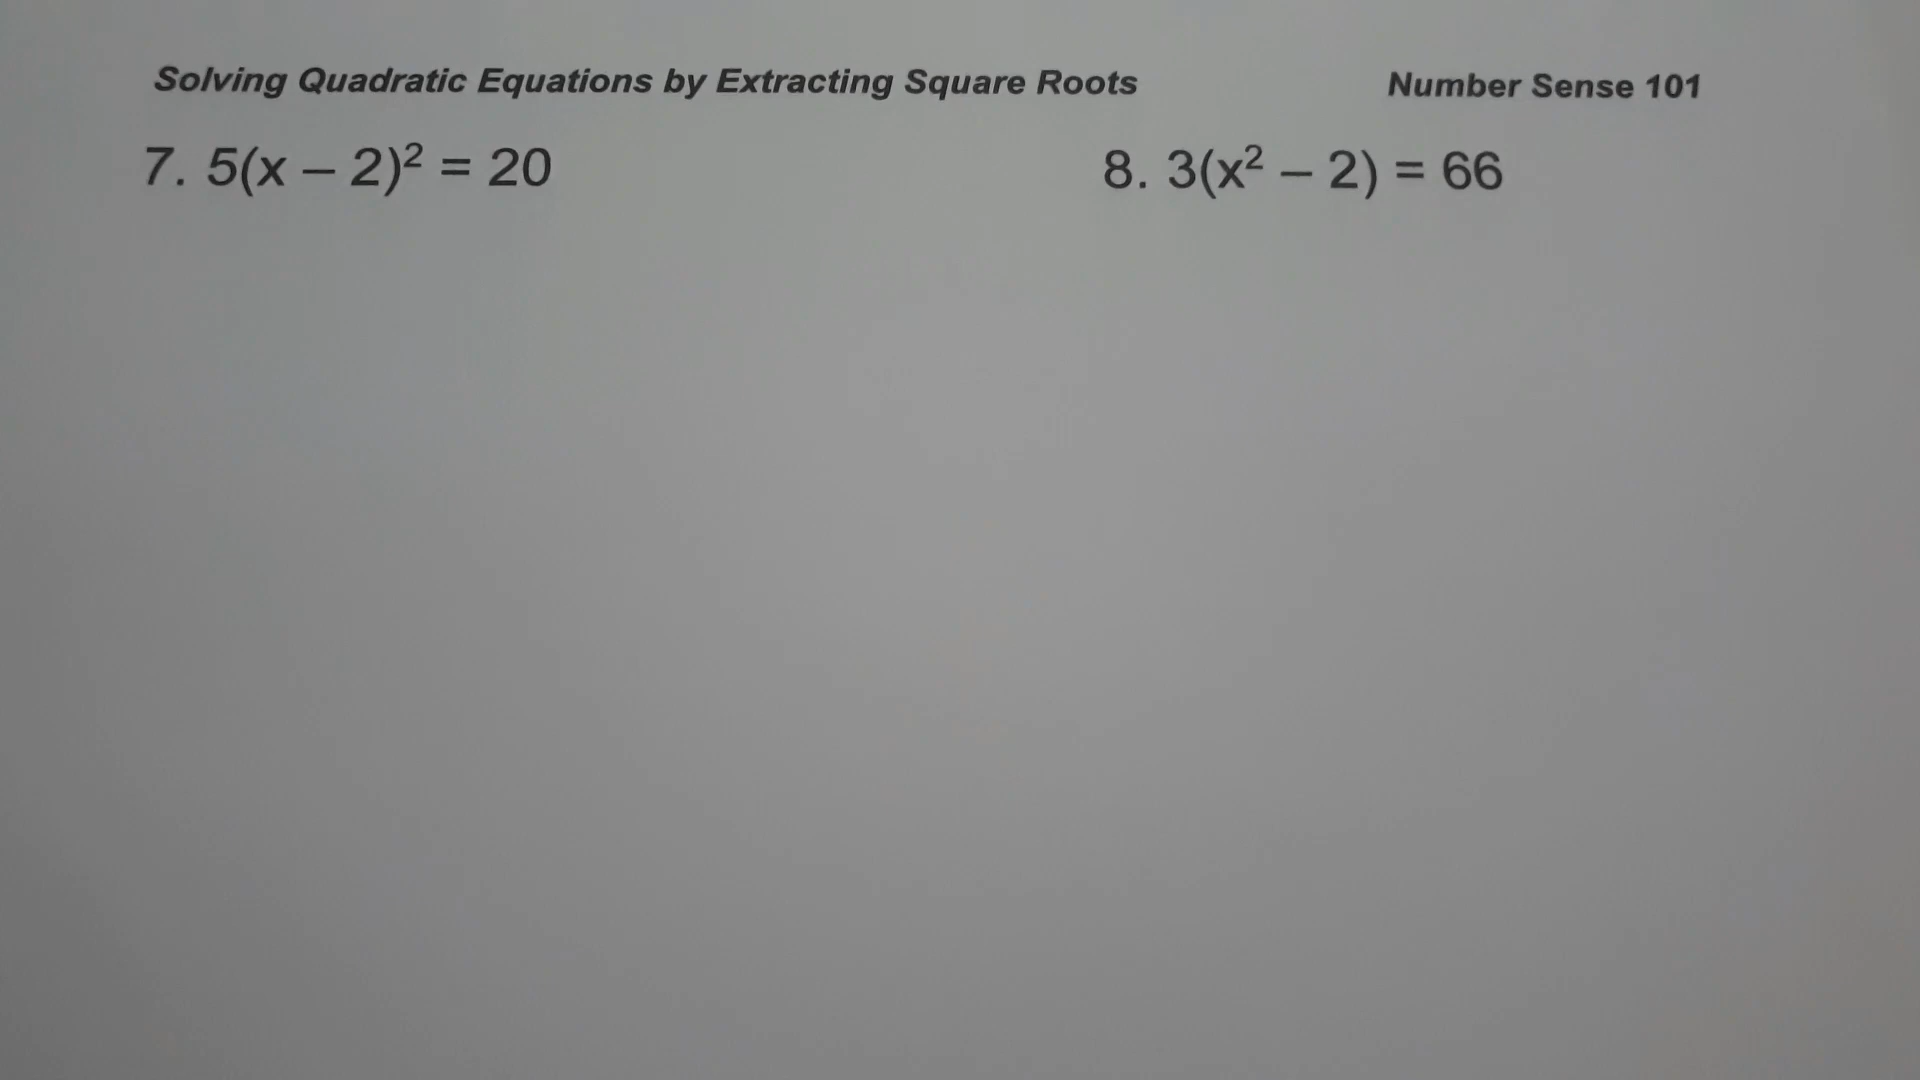 Solving Quadratic Equations by Extracting Square Roots
Number Sense 101
7. 5(x – 2)² = 20
8. 3(x² – 2) = 66